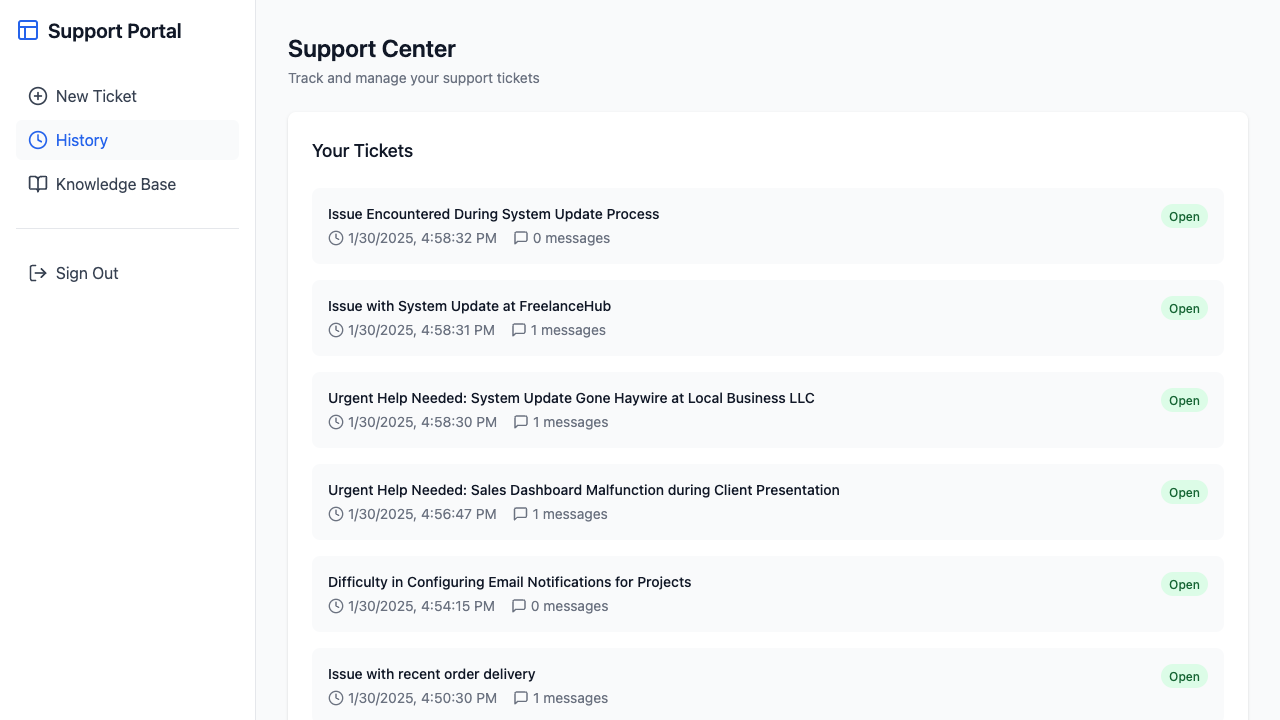 Support Portal
New Ticket
History
Knowledge Base
Sign Out
Support Center
Track and manage your support tickets
Your Tickets
Issue Encountered During System Update Process
Open
1/30/2025, 4:58:32 PM 0 messages
Issue with System Update at FreelanceHub
Open
1/30/2025, 4:58:31 PM 1 messages
Urgent Help Needed: System Update Gone Haywire at Local Business LLC
Open
1/30/2025, 4:58:30 PM 1 messages
Urgent Help Needed: Sales Dashboard Malfunction during Client Presentation
Open
1/30/2025, 4:56:47 PM 1 messages
Difficulty in Configuring Email Notifications for Projects
Open
1/30/2025, 4:54:15 PM 0 messages
Issue with recent order delivery
Open
1/30/2025, 4:50:30 PM 1 messages